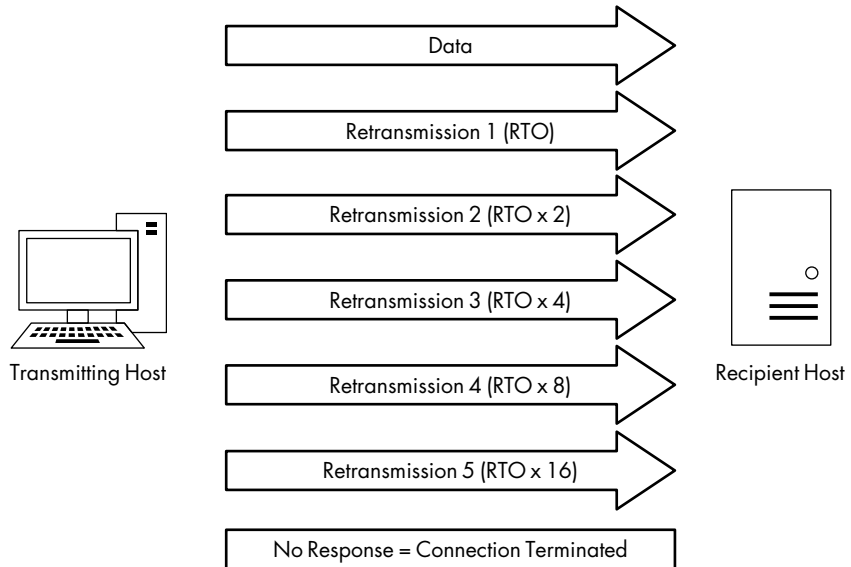 Data
Retransmission 1 (RTO)
Retransmission 2 (RTO x 2)
Retransmission 3 (RTO x 4)
Transmitting Host
Recipient Host
Retransmission 4 (RTO x 8)
Retransmission 5 (RTO x 16)
No Response = Connection Terminated